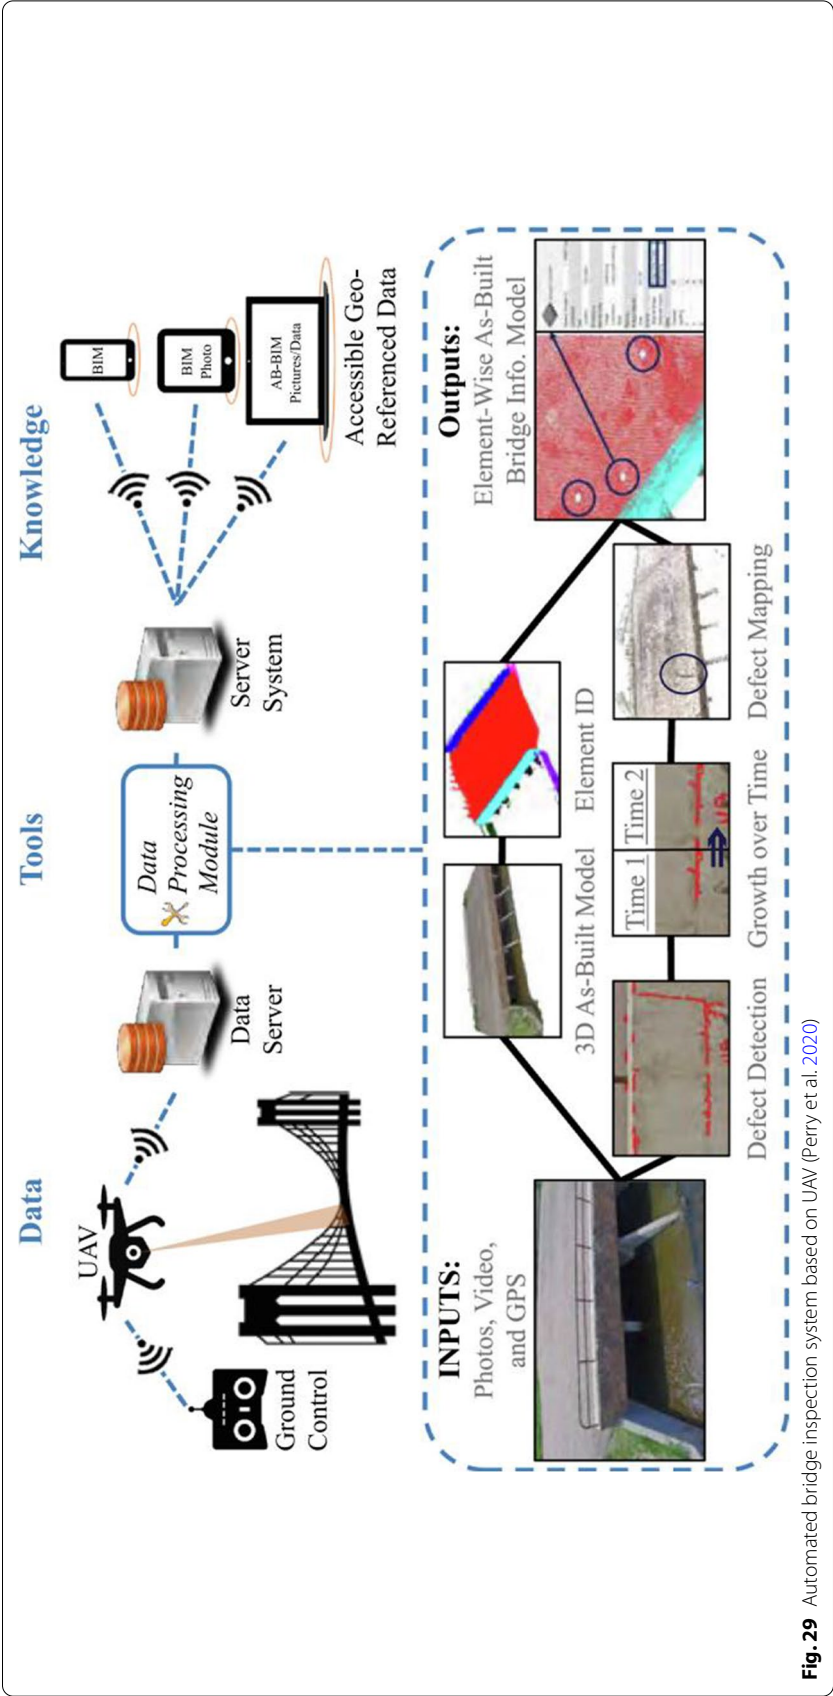 Data
Tools
Knowledge
UAV
Ground
Control
Data
Server
Data
Processing
Module
Server
System
BIM
BIM
Photo
AB-BIM
Pictures/Data
Accessible Geo-
Referenced Data
INPUTS:
Photos, Video,
and GPS
3D As-Built Model
Element ID
Defect Detection
Time 1
Time 2
Growth over Time
Defect Mapping
Outputs:
Element-Wise As-Built
Bridge Info. Model
Fig. 29 Automated bridge inspection system based on UAV (Perry et al. 2020)